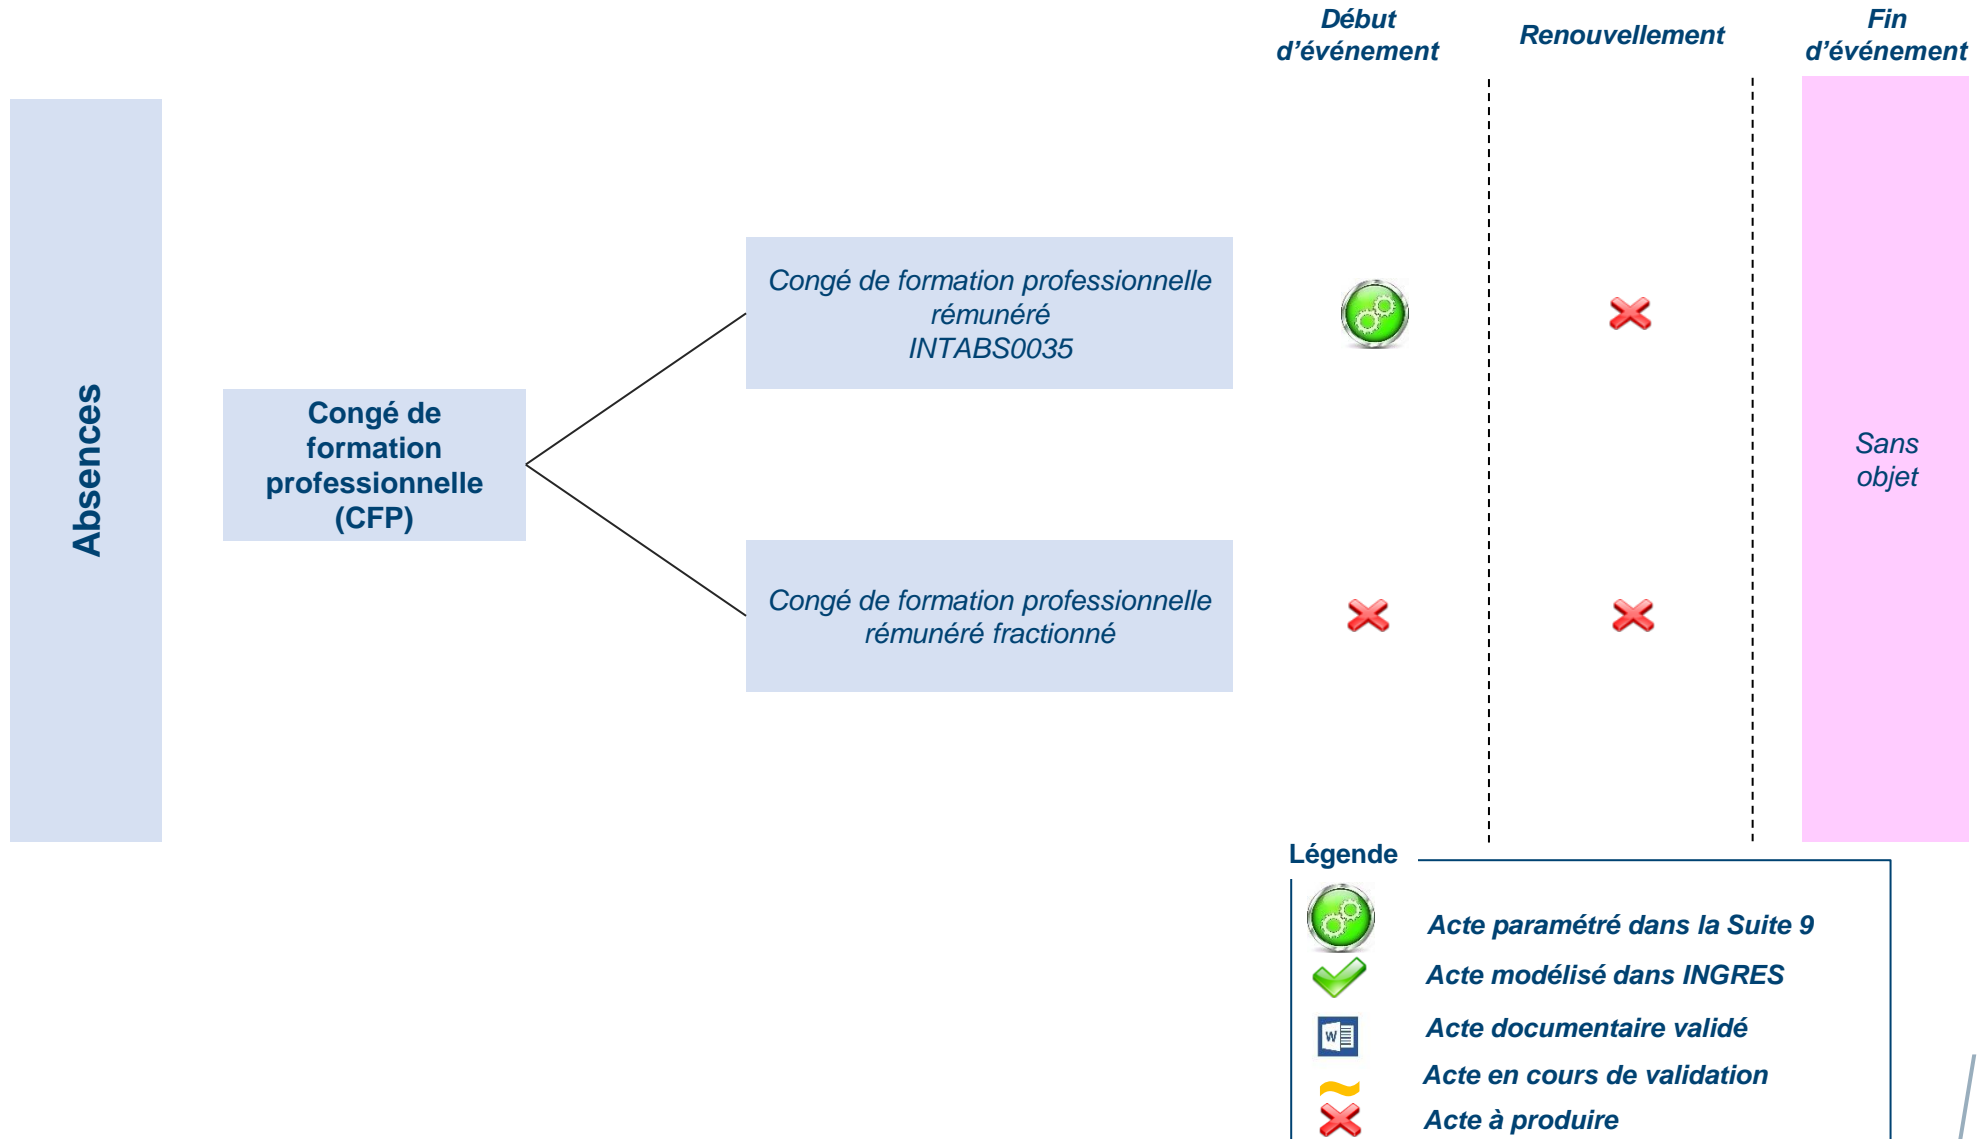 Début
d’événement
Renouvellement
Fin
d’événement
Absences
Congé de
formation
professionnelle
(CFP)
Congé de formation professionnelle
rémunéré
INTABS0035
Congé de formation professionnelle
rémunéré fractionné
Sans
objet
Légende
Acte paramétré dans la Suite 9
Acte modélisé dans INGRES
W
Acte documentaire validé
Acte en cours de validation
Acte à produire